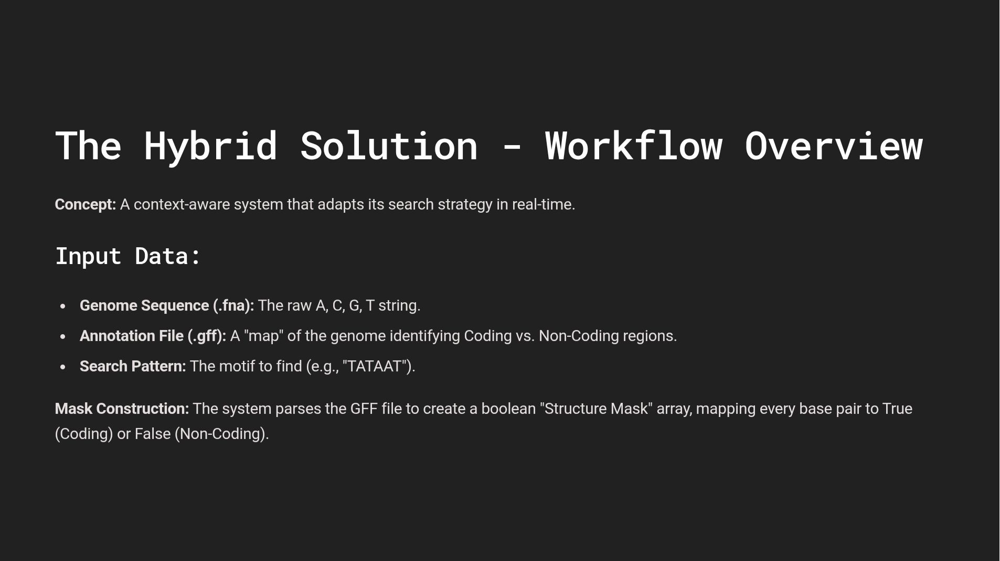 The Hybrid Solution - Workflow Overview
Concept: A context-aware system that adapts its search strategy in real-time.
Input Data:
• Genome Sequence (.fna): The raw A, C, G, T string.
• Annotation File (.gff): A "map" of the genome identifying Coding vs. Non-Coding regions.
• Search Pattern: The motif to find (e.g., "TATAAT").
Mask Construction: The system parses the GFF file to create a boolean "Structure Mask" array, mapping every base pair to True
(Coding) or False (Non-Coding).